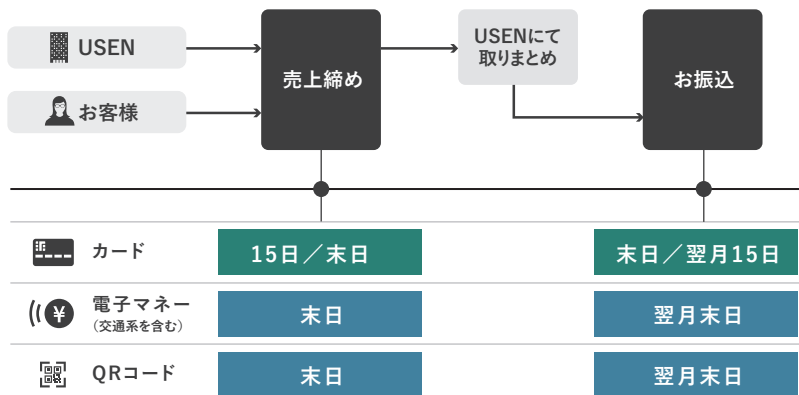 USEN
お客様
売上締め
USENにて
取りまとめ
お振込
カード
15日／末日
末日／翌月15日
電子マネー
（交通系を含む）
末日
翌月末日
QRコード
末日
翌月末日